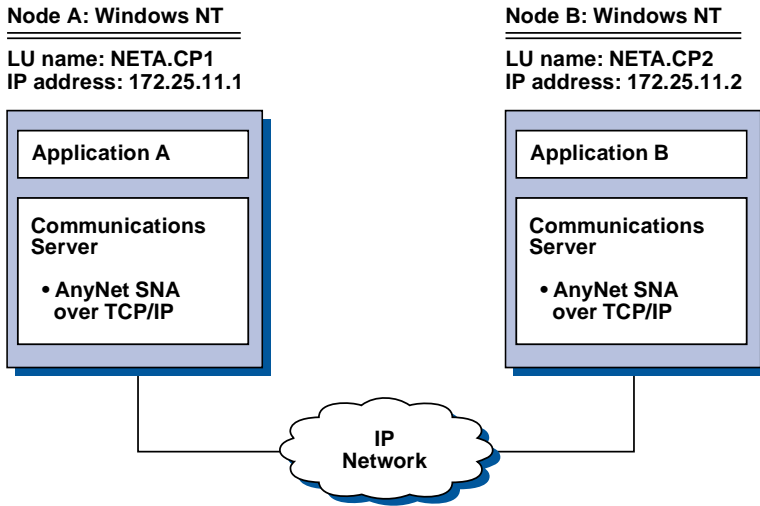 Node A: Windows NT
LU name: NETA.CP1
IP address: 172.25.11.1
Application A
Communications
Server
• AnyNet SNA
over TCP/IP
Node B: Windows NT
LU name: NETA.CP2
IP address: 172.25.11.2
Application B
Communications
Server
• AnyNet SNA
over TCP/IP
IP
Network